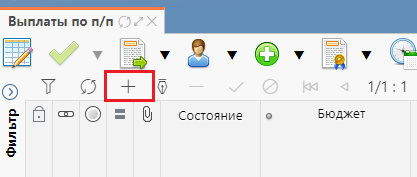 Выплаты по п/п
1/1 : 1
Фильтр
Состояние
Бюджет